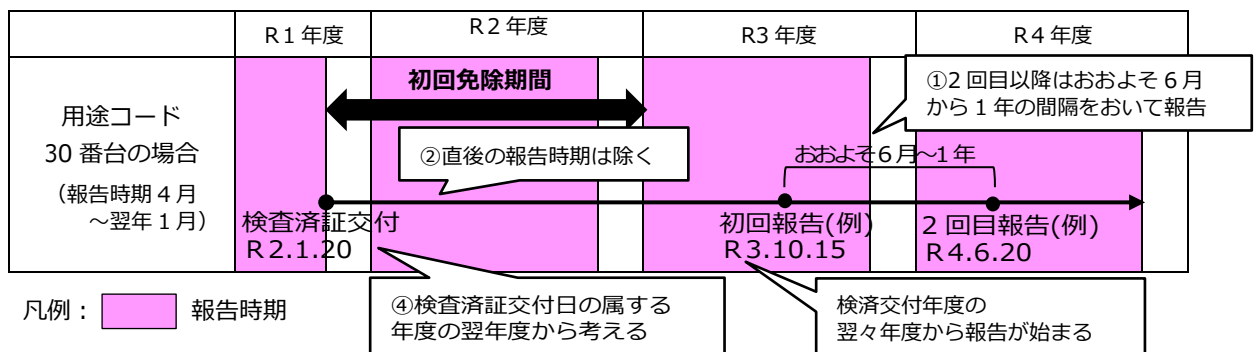 R1年度
R2年度
R3年度
R4年度
用途コード
30番台の場合
（報告時期4月
～翌年1月）
初回免除期間
①2回目以降はおおよそ6月
から1年の間隔をおいて報告
②直後の報告時期は除く
おおよそ6月～1年
検査済証交付
R2.1.20
初回報告(例)
R3.10.15
2回目報告(例)
R4.6.20
凡例：
報告時期
④検査済証交付日の属する
年度の翌年度から考える
検済交付年度の
翌々年度から報告が始まる